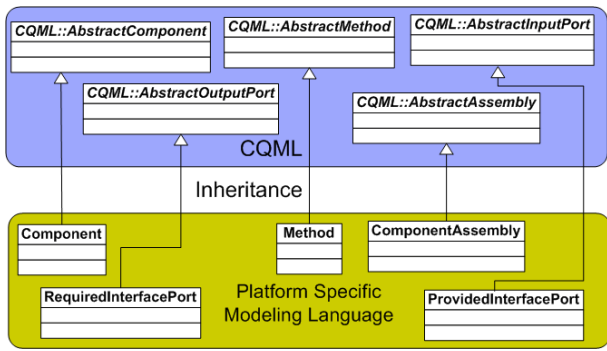 CQML::AbstractComponent
CQML::AbstractMethod
CQML::AbstractInputPort
CQML::AbstractOutputPort
CQML::AbstractAssembly
CQML
Inheritance
Component
Method
ComponentAssembly
RequiredInterfacePort
Platform Specific
Modeling Language
ProvidedInterfacePort